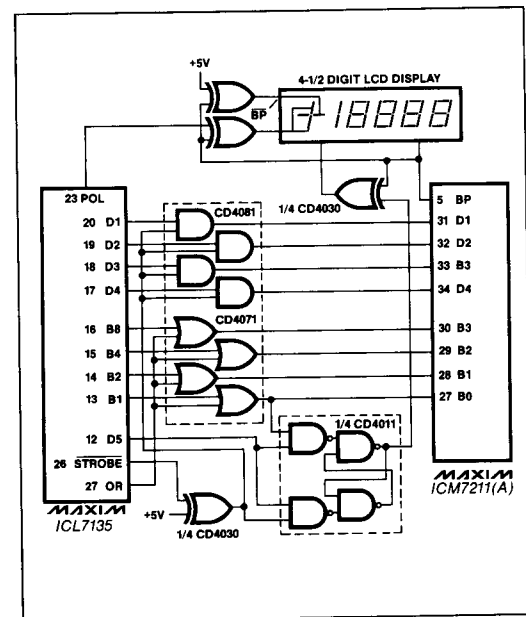 +5V
4-1/2 DIGIT LCD DISPLAY
BP
18888
23 POL
CD4081
1/4 CD4030
5 BP
20 D1
31 D1
19 D2
32 D2
18 D3
33 B3
17 D4
34 D4
CD4071
16 B8
30 B3
15 B4
29 B2
14 B2
28 B1
13 B1
27 B0
1/4 CD4011
12 D5
26 STROBE
27 OR
+5V
1/4 CD4030
MAXIM
ICL7135
MAXIM
ICM7211(A)